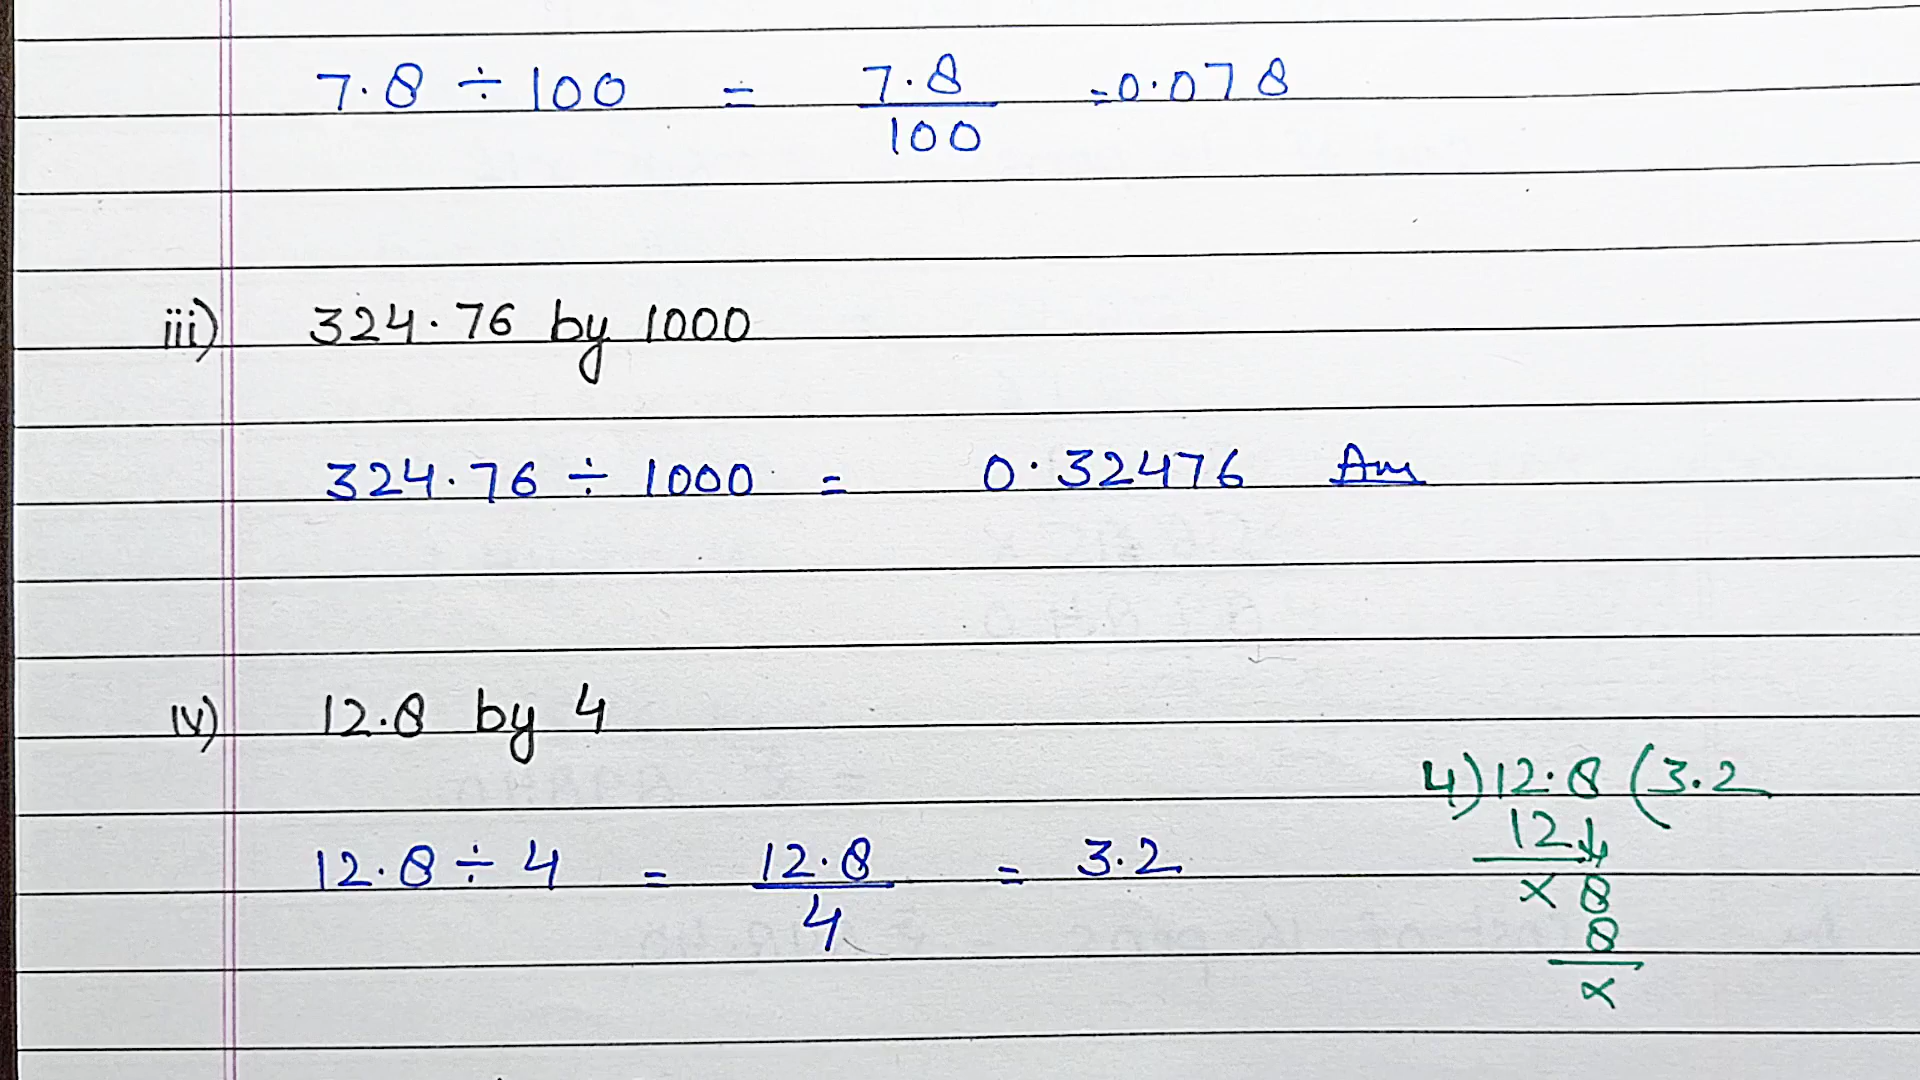 7.8 ÷ 100 = 7.8/100 = 0.078
iii) 324.76 by 1000
324.76 ÷ 1000 = 0.32476 Ans
iv) 12.8 by 4
4)12.8(3.2
12↓
12.8 ÷ 4 = 12.8/4 = 3.2
x 8
8
x